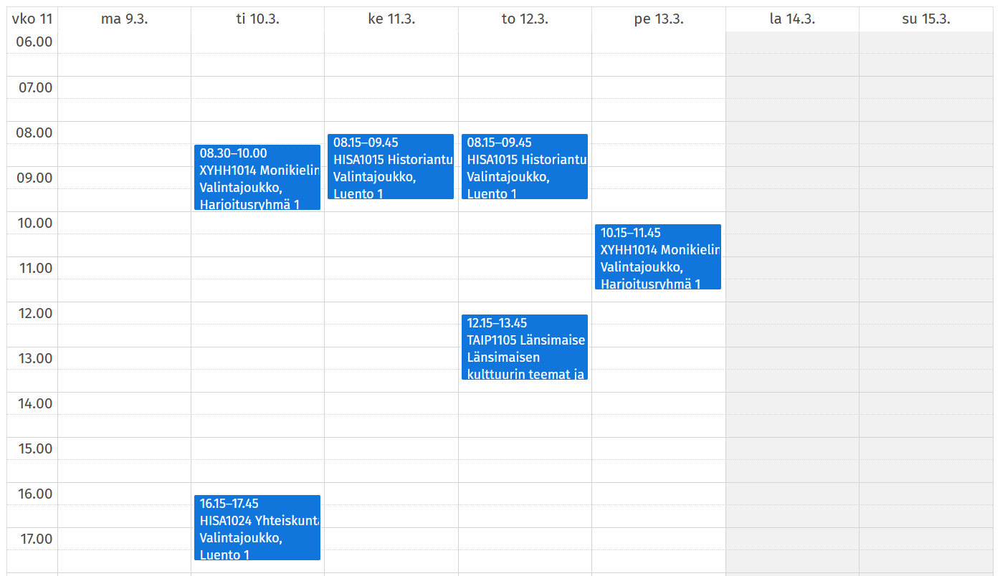 vko 11 ma 9.3. ti 10.3. ke 11.3. to 12.3. pe 13.3. la 14.3. su 15.3.
06.00
07.00
08.00
09.00
10.00
11.00
12.00
13.00
14.00
15.00
16.00
17.00
08.30–10.00
XYHH1014 Monikielin
Valintajoukko,
Harjoitusryhmä 1
16.15–17.45
HISA1024 Yhteiskunta
Valintajoukko,
Luento 1
08.15–09.45
HISA1015 Historiantu
Valintajoukko,
Luento 1
08.15–09.45
HISA1015 Historiantu
Valintajoukko,
Luento 1
12.15–13.45
TAIP1105 Länsimaise
Länsimaisen
kulttuurin teemat ja
10.15–11.45
XYHH1014 Monikielin
Valintajoukko,
Harjoitusryhmä 1